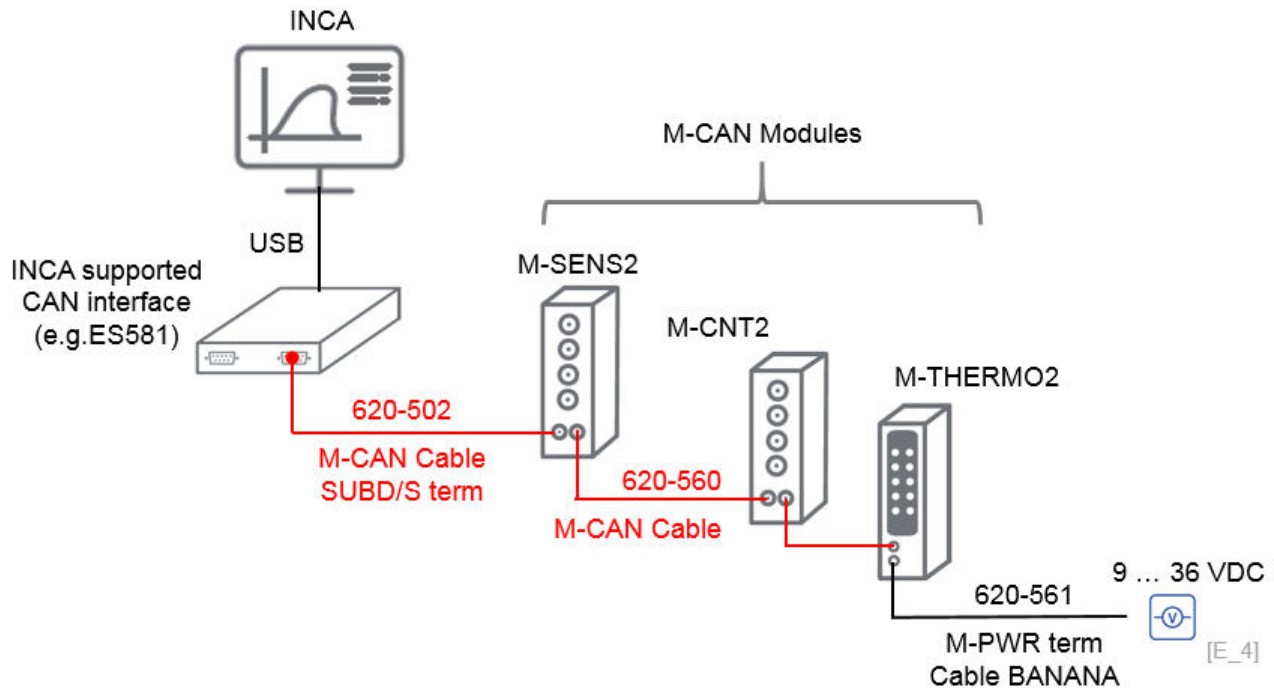 INCA
M-CAN Modules
USB
INCA supported
CAN interface
(e.g.ES581)
M-SENS2
M-CNT2
M-THERMO2
620-502
M-CAN Cable
SUBD/S term
620-560
M-CAN Cable
9 ... 36 VDC
620-561
V
M-PWR term
Cable BANANA
[E_4]